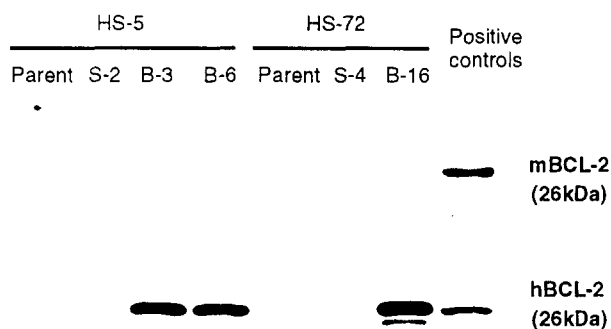 HS-5 HS-72 Positive controls
Parent S-2 B-3 B-6 Parent S-4 B-16
mBCL-2
(26kDa)
hBCL-2
(26kDa)